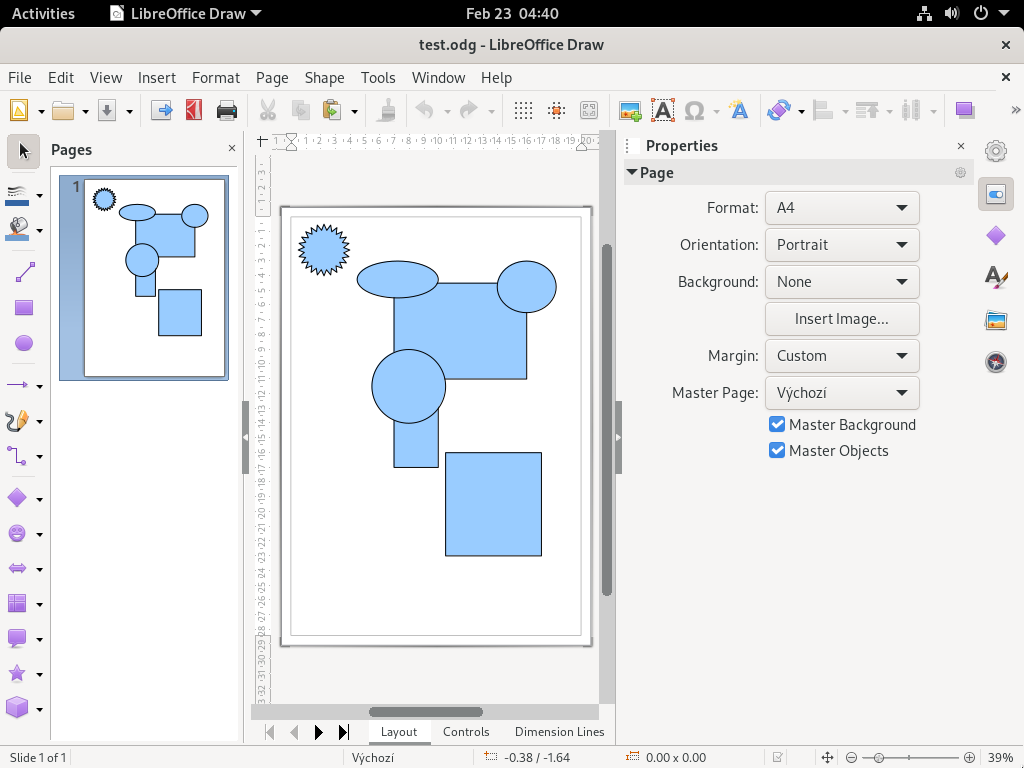 Activities LibreOffice Draw Feb 23 04:40
test.odg - LibreOffice Draw
File Edit View Insert Format Page Shape Tools Window Help
Pages
1
Properties
Page
Format: A4
Orientation: Portrait
Background: None
Insert Image...
Margin: Custom
Master Page: Výchozí
Master Background
Master Objects
Layout Controls Dimension Lines
Slide 1 of 1 Výchozí -0.38 / -1.64 0.00 x 0.00 39%